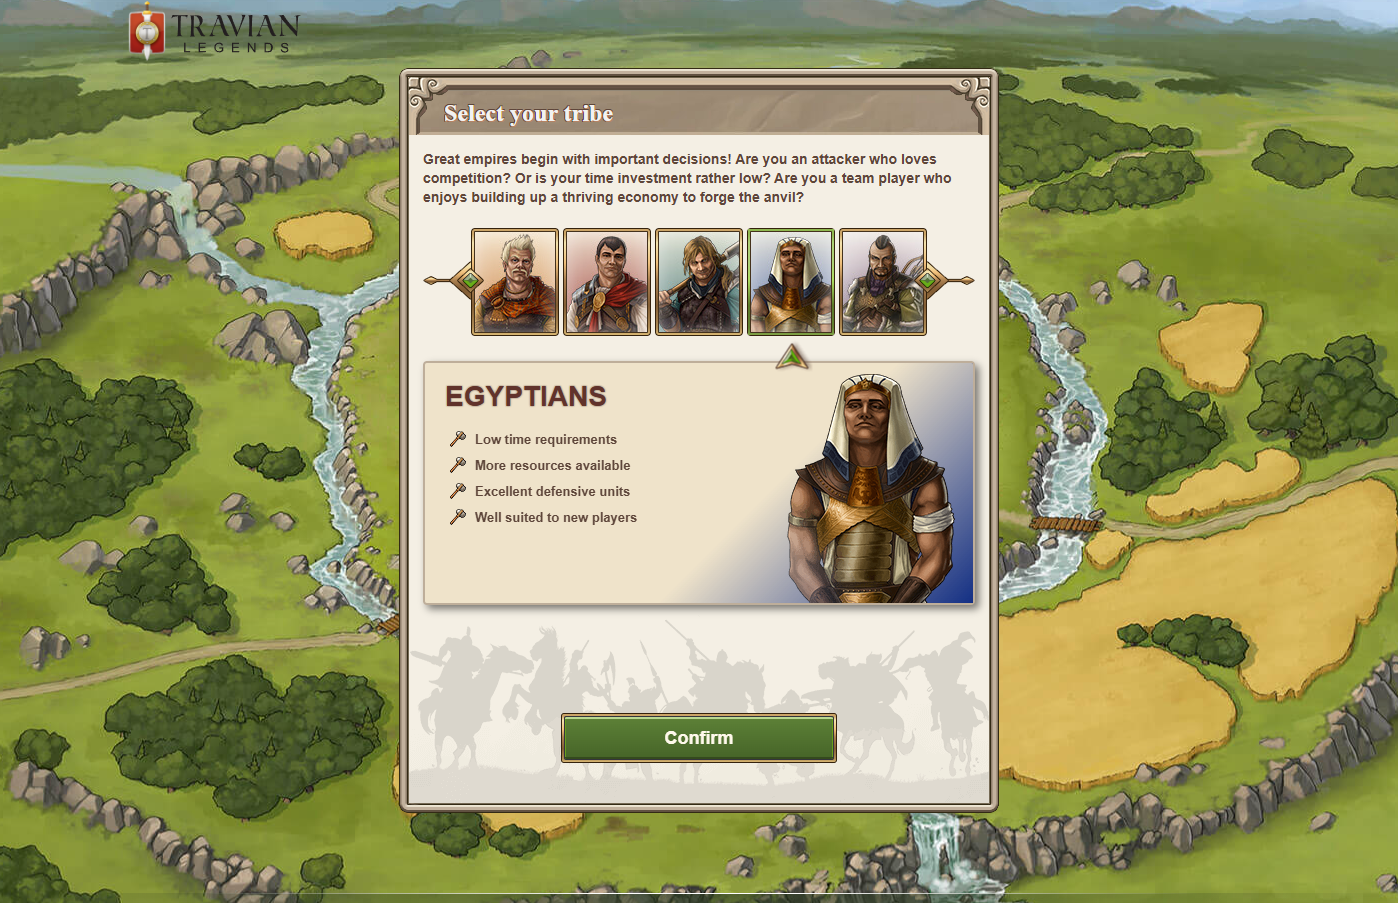 TRAVIAN
LEGENDS
Select your tribe
Great empires begin with important decisions! Are you an attacker who loves
competition? Or is your time investment rather low? Are you a team player who
enjoys building up a thriving economy to forge the anvil?
EGYPTIANS
Low time requirements
More resources available
Excellent defensive units
Well suited to new players
Confirm